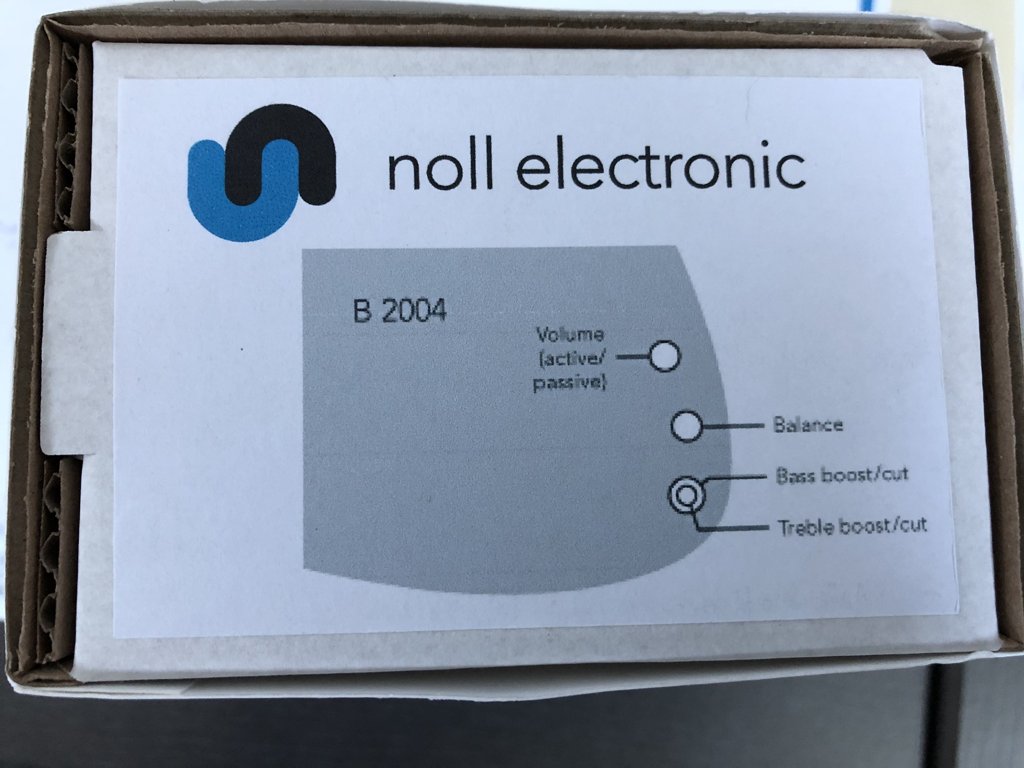 noll electronic
B 2004
Volume
(active/
passive)
Balance
Bass boost/cut
Treble boost/cut